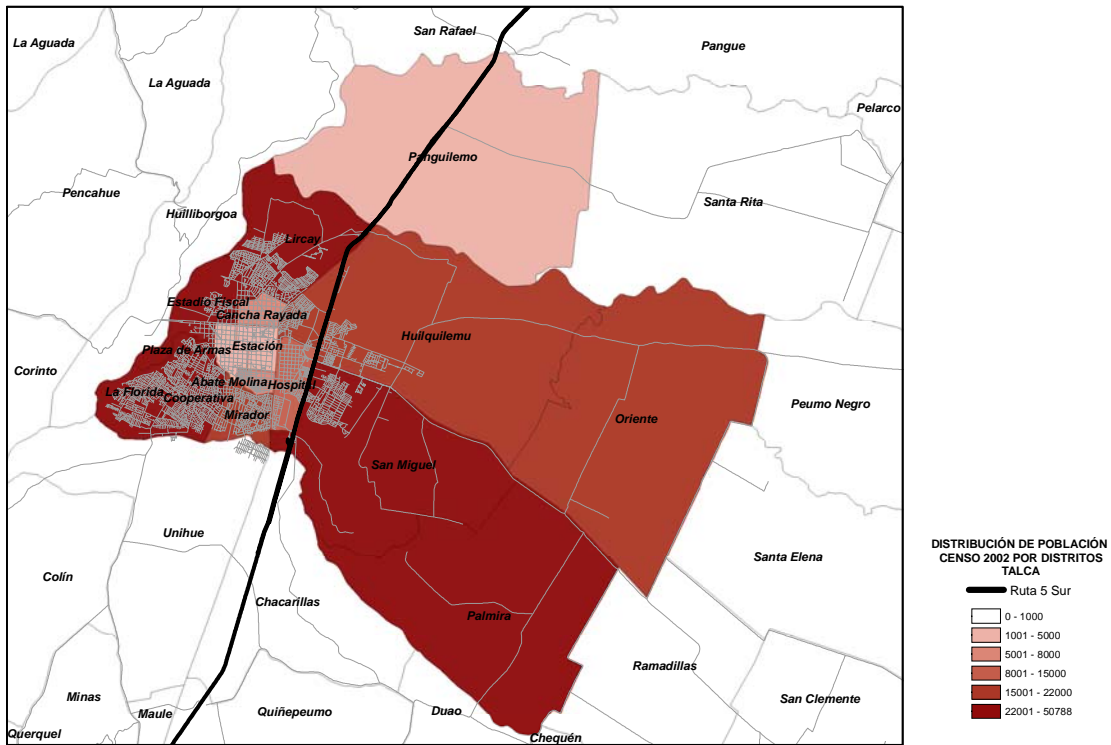 San Rafael
La Aguada
Pangue
La Aguada
Pelarco
Panguilemo
Pencahue
Santa Rita
Huilliborgoa
Lircay
Estadio Fiscal
Cancha Rayada
Huilquilemu
Estación
Plaza de Armas
Corinto
Abate Molina
Hospital
La Florida
Cooperativa
Peumo Negro
Mirador
Oriente
San Miguel
Unihue
Santa Elena
Colín
Chacarillas
Palmira
Ramadillas
Minas
San Clemente
Maule
Quiñepeumo
Duao
Querquel
Chequén
DISTRIBUCIÓN DE POBLACIÓN
CENSO 2002 POR DISTRITOS
TALCA
Ruta 5 Sur
0 - 1000
1001 - 5000
5001 - 8000
8001 - 15000
15001 - 22000
22001 - 50788